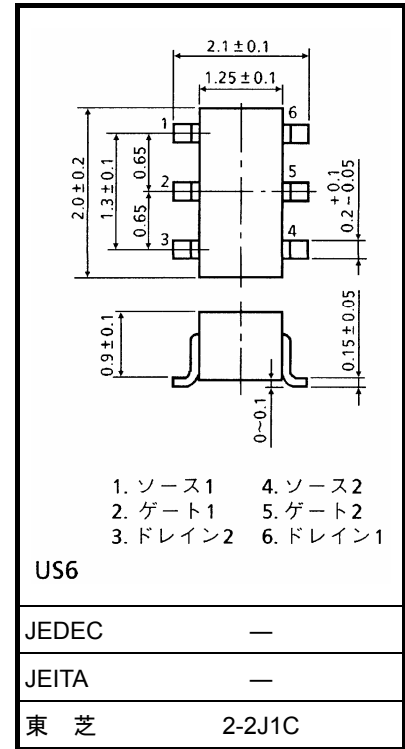 2.1±0.1
1.25±0.1
1
6
2
5
3
4
2.0±0.2
1.3±0.1
0.65
0.65
+0.1
0.2-0.05
0.9±0.1
0.15±0.05
0~0.1
1. ソース1 4. ソース2
2. ゲート1 5. ゲート2
3. ドレイン2 6. ドレイン1
US6
JEDEC —
JEITA —
東 芝 2-2J1C